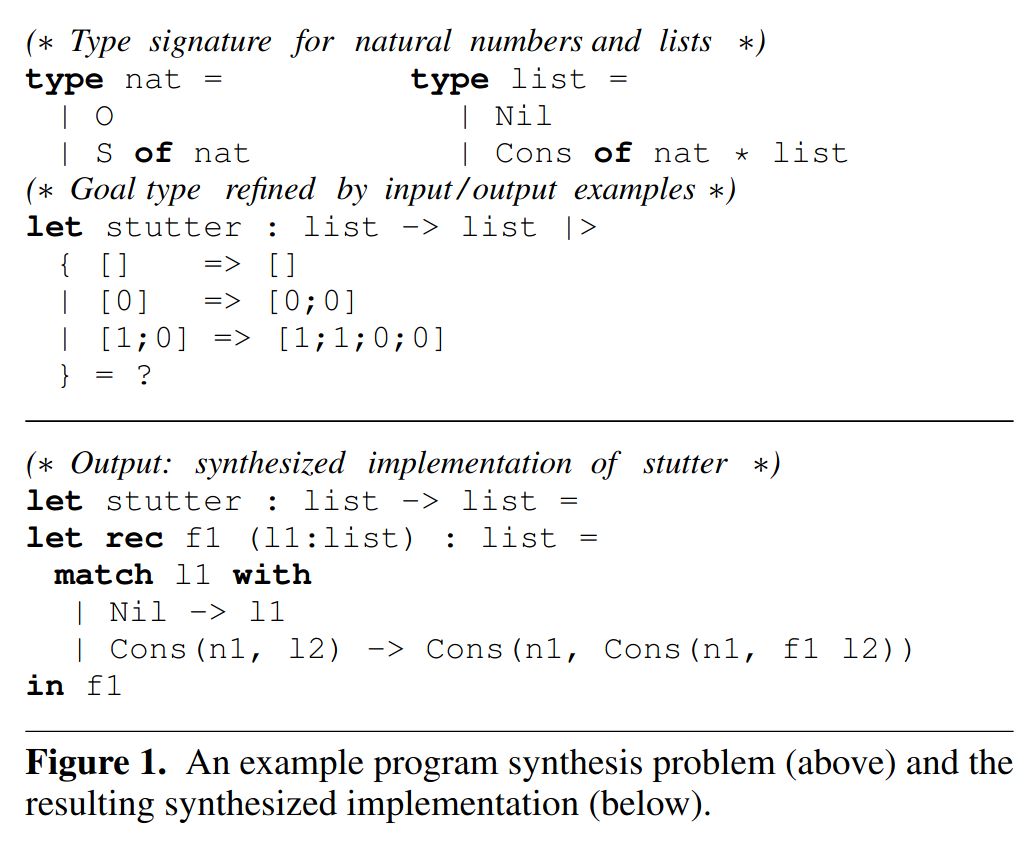 (* Type signature for natural numbers and lists *)
type nat =          type list =
  | O                 | Nil
  | S of nat          | Cons of nat * list
(* Goal type refined by input/output examples *)
let stutter : list -> list |>
  { []    => []
  | [0]   => [0;0]
  | [1;0] => [1;1;0;0]
  } = ?
(* Output: synthesized implementation of stutter *)
let stutter : list -> list =
let rec f1 (l1:list) : list =
  match l1 with
   | Nil -> l1
   | Cons(n1, l2) -> Cons(n1, Cons(n1, f1 l2))
in f1
Figure 1. An example program synthesis problem (above) and the
resulting synthesized implementation (below).